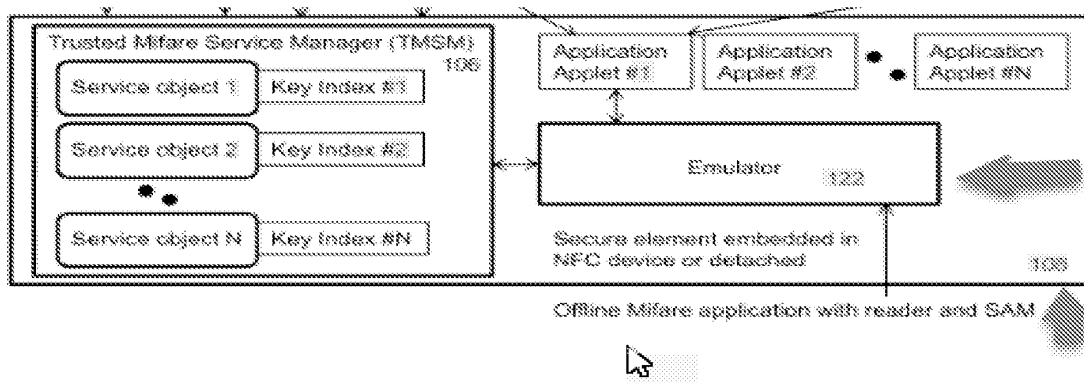 Trusted Mifare Service Manager (TMSM)
106
Service object 1
Key Index #1
Service object 2
Key Index #2
Service object N
Key Index #N
Application
Applet #1
Application
Applet #2
Application
Applet #N
Emulator
122
Secure element embedded in
NFC device or detached
108
Offline Mifare application with reader and SAM